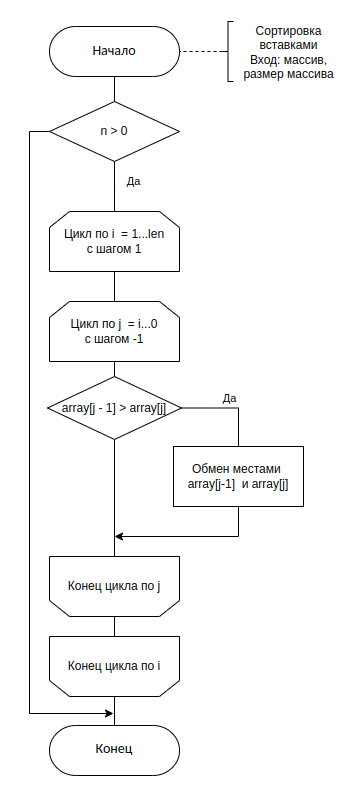 Начало
Сортировка
вставками
Вход: массив,
размер массива
n > 0
Да
Цикл по i = 1...len
с шагом 1
Цикл по j = i...0
с шагом -1
array[j - 1] > array[j]
Да
Обмен местами
array[j-1] и array[j]
Конец цикла по j
Конец цикла по i
Конец